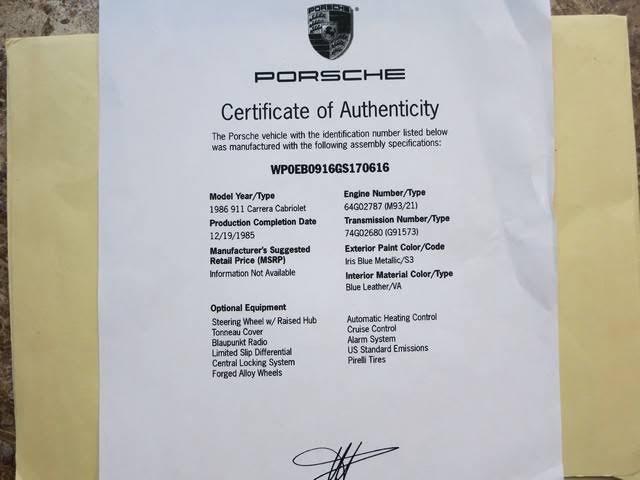 PORSCHE
PORSCHE
Certificate of Authenticity
The Porsche vehicle with the identification number listed below
was manufactured with the following assembly specifications:
WP0EB0916GS170616
Model Year/Type
1986 911 Carrera Cabriolet
Production Completion Date
12/19/1985
Manufacturer's Suggested
Retail Price (MSRP)
Information Not Available
Engine Number/Type
64G02787 (M93/21)
Transmission Number/Type
74G02680 (G91573)
Exterior Paint Color/Code
Iris Blue Metallic/S3
Interior Material Color/Type
Blue Leather/VA
Optional Equipment
Steering Wheel w/ Raised Hub
Tonneau Cover
Blaupunkt Radio
Limited Slip Differential
Central Locking System
Forged Alloy Wheels
Automatic Heating Control
Cruise Control
Alarm System
US Standard Emissions
Pirelli Tires